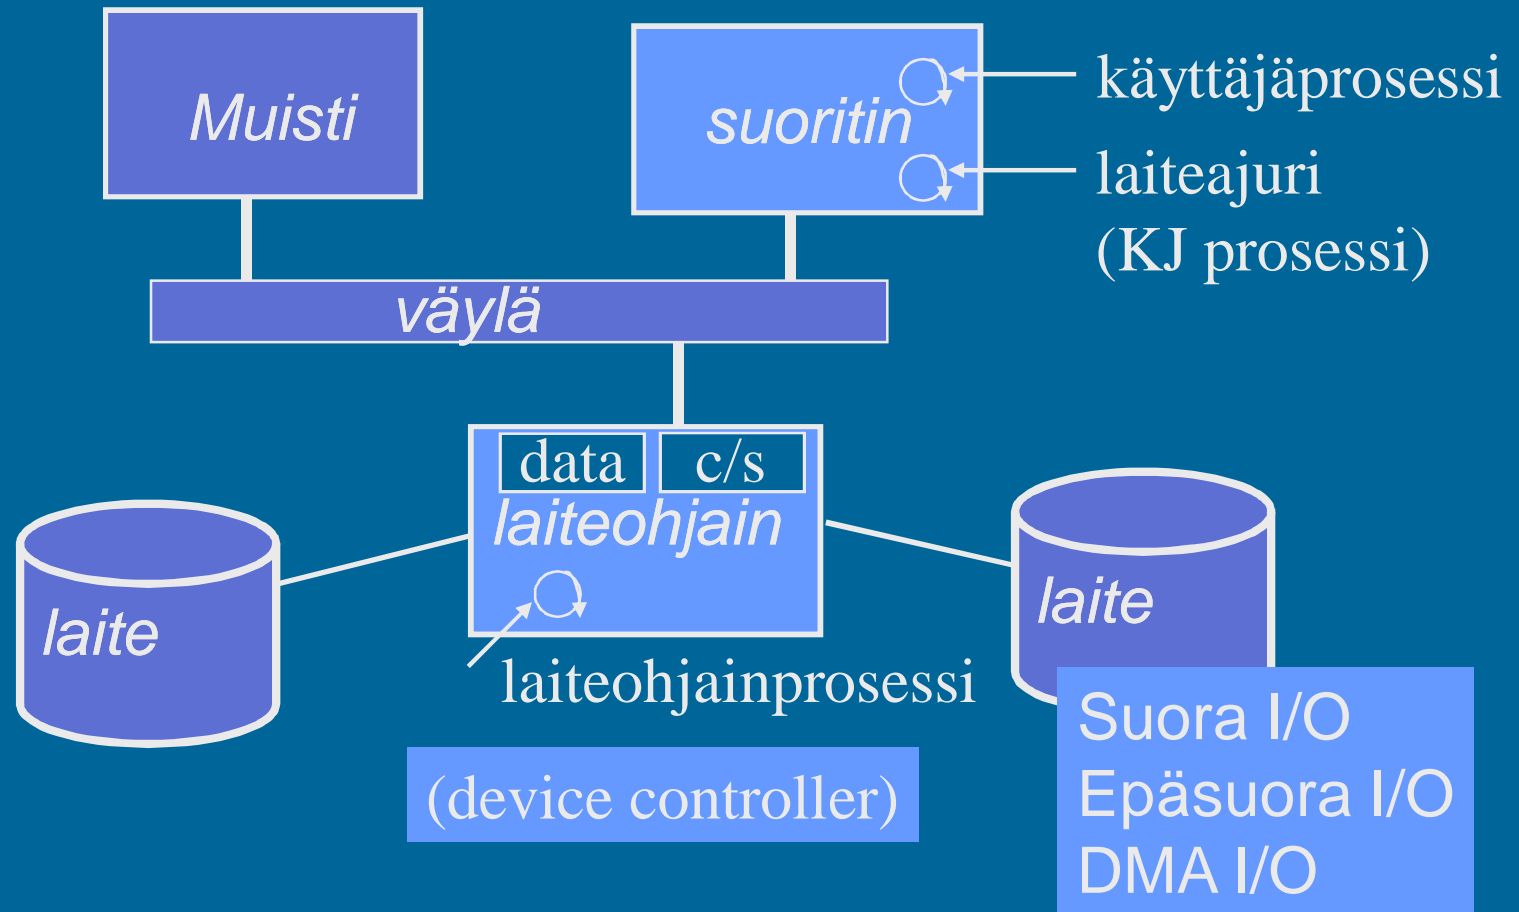 Muisti
suoritin
käyttäjäprosessi
laiteajuri
(KJ prosessi)
väylä
data
c/s
laiteohjain
laite
laite
laiteohjainprosessi
(device controller)
Suora I/O
Epäsuora I/O
DMA I/O